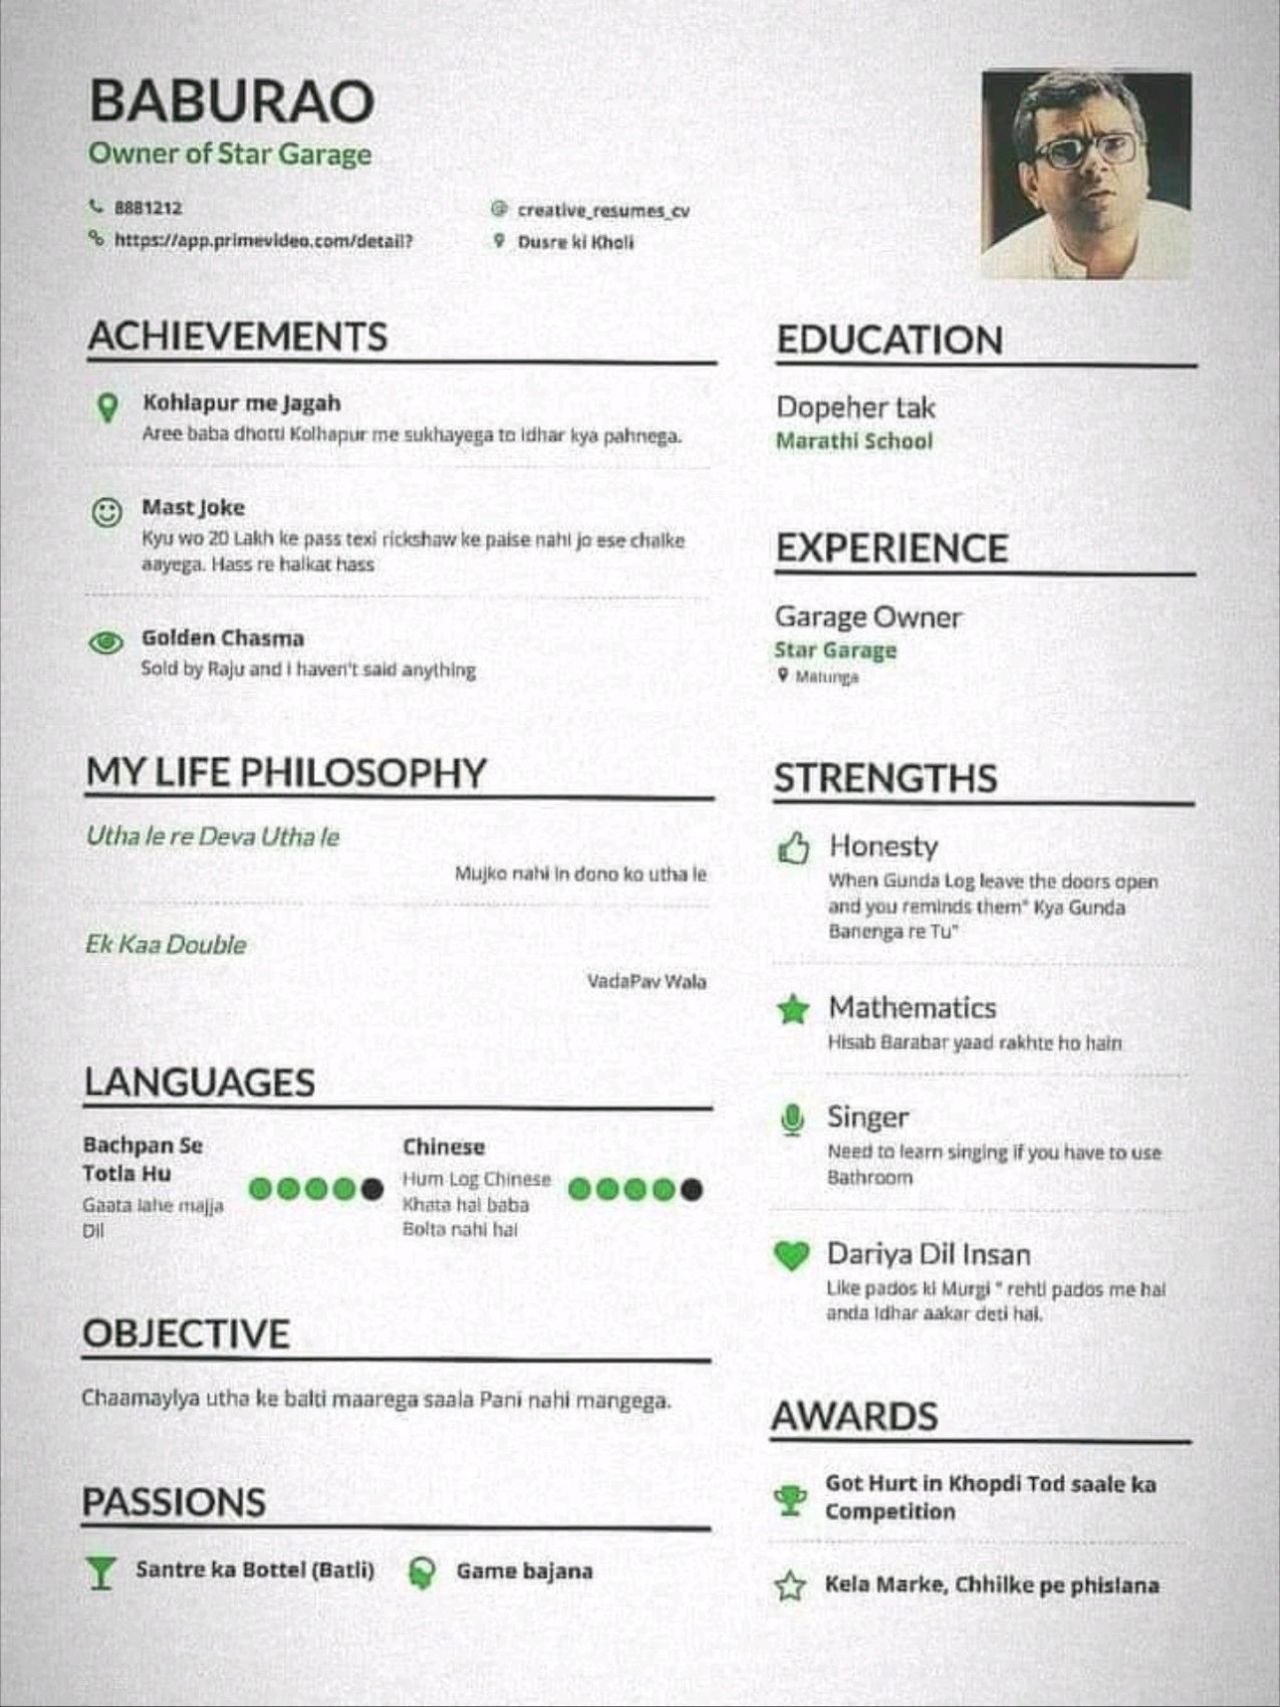 BABURAO
Owner of Star Garage
8881212
creative_resumes_cv
https://app.primevideo.com/detail?
Dusre ki Kholi
ACHIEVEMENTS
Kohlapur me Jagah
Aree baba dhotti Kolhapur me sukhayega to idhar kya pahnega.
Mast Joke
Kyu wo 20 Lakh ke pass texi rickshaw ke paise nahi jo ese chalke
aayega. Hass re halkat hass
Golden Chasma
Sold by Raju and I haven't said anything
MY LIFE PHILOSOPHY
Utha le re Deva Utha le
Mujko nahi in dono ko utha le
Ek Kaa Double
VadaPav Wala
LANGUAGES
Bachpan Se
Totla Hu
Gaata lahe majja
Dil
Chinese
Hum Log Chinese
Khata hai baba
Bolta nahi hai
OBJECTIVE
Chaamayiya utha ke balti maarega saala Pani nahi mangega.
PASSIONS
Santre ka Bottel (Batli)
Game bajana
EDUCATION
Dopeher tak
Marathi School
EXPERIENCE
Garage Owner
Star Garage
Matunga
STRENGTHS
Honesty
When Gunda Log leave the doors open
and you reminds them" Kya Gunda
Banenga re Tu"
Mathematics
Hisab Barabar yaad rakhte ho hain
Singer
Need to learn singing if you have to use
Bathroom
Dariya Dil Insan
Like pados ki Murgi " rehti pados me hai
anda idhar aakar deti hai.
AWARDS
Got Hurt in Khopdi Tod saale ka
Competition
Kela Marke, Chhilke pe phislana